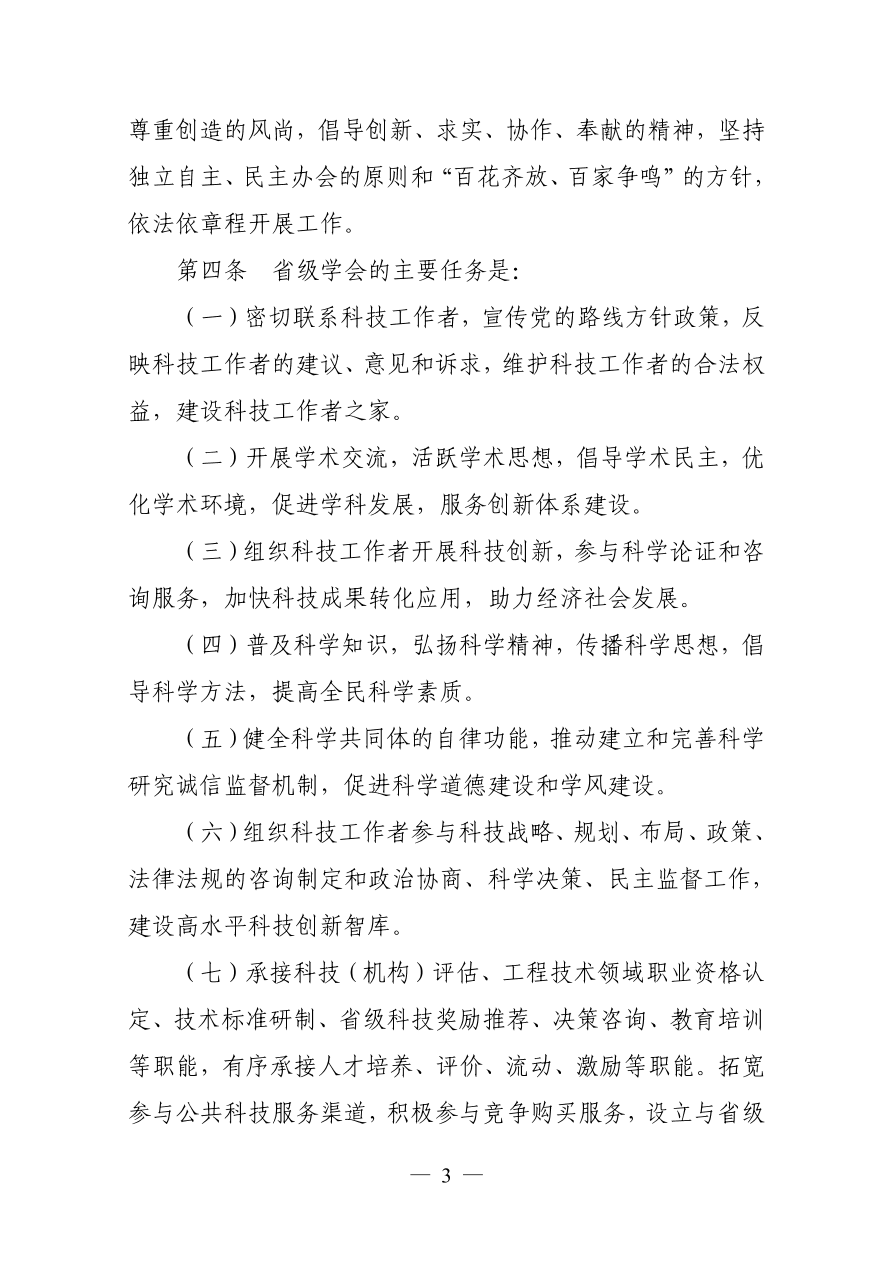 尊重创造的风尚，倡导创新、求实、协作、奉献的精神，坚持
独立自主、民主办会的原则和“百花齐放、百家争鸣”的方针，
依法依章程开展工作。
第四条　省级学会的主要任务是：
（一）密切联系科技工作者，宣传党的路线方针政策，反
映科技工作者的建议、意见和诉求，维护科技工作者的合法权
益，建设科技工作者之家。
（二）开展学术交流，活跃学术思想，倡导学术民主，优
化学术环境，促进学科发展，服务创新体系建设。
（三）组织科技工作者开展科技创新，参与科学论证和咨
询服务，加快科技成果转化应用，助力经济社会发展。
（四）普及科学知识，弘扬科学精神，传播科学思想，倡
导科学方法，提高全民科学素质。
（五）健全科学共同体的自律功能，推动建立和完善科学
研究诚信监督机制，促进科学道德建设和学风建设。
（六）组织科技工作者参与科技战略、规划、布局、政策、
法律法规的咨询制定和政治协商、科学决策、民主监督工作，
建设高水平科技创新智库。
（七）承接科技（机构）评估、工程技术领域职业资格认
定、技术标准研制、省级科技奖励推荐、决策咨询、教育培训
等职能，有序承接人才培养、评价、流动、激励等职能。拓宽
参与公共科技服务渠道，积极参与竞争购买服务，设立与省级
— 3 —